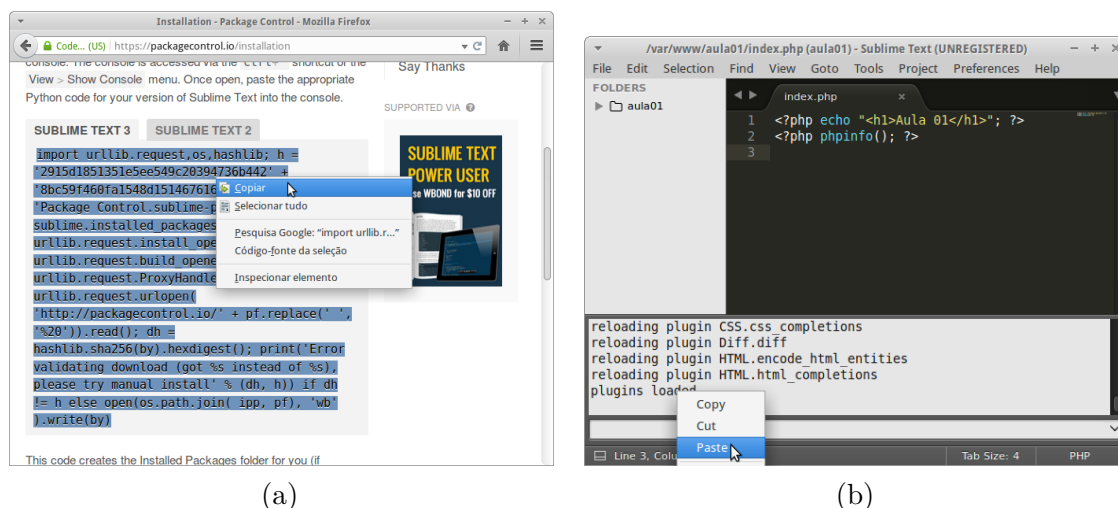 Installation - Package Control - Mozilla Firefox
Code... (US) https://packagecontrol.io/installation
console. The console is accessed via the Ctrl+` shortcut or the
View > Show Console menu. Once open, paste the appropriate
Python code for your version of Sublime Text into the console.
SUBLIME TEXT 3 SUBLIME TEXT 2
import urllib.request,os,hashlib; h =
'2915d1851351e5ee549c20394736b442' +
'8bc59f460fa1548d151467616
'Package Control.sublime-p
sublime.installed_packages
urllib.request.install_ope
urllib.request.build_opene
urllib.request.ProxyHandle
urllib.request.urlopen(
'http://packagecontrol.io/' + pf.replace(' ',
'%20')).read(); dh =
hashlib.sha256(by).hexdigest(); print('Error
validating download (got %s instead of %s),
please try manual install' % (dh, h)) if dh
!= h else open(os.path.join( ipp, pf), 'wb'
).write(by)
This code creates the Installed Packages folder for you (if
Copiar
Selecionar tudo
Pesquisa Google: “import urllib.r...”
Código-fonte da seleção
Inspecionar elemento
Say Thanks
SUPPORTED VIA
SUBLIME TEXT
POWER USER
se WBOND for $10 OFF
(a)
/var/www/aula01/index.php (aula01) - Sublime Text (UNREGISTERED)
File Edit Selection Find View Goto Tools Project Preferences Help
FOLDERS
aula01
index.php
1 <?php echo "<h1>Aula 01</h1>"; ?>
2 <?php phpinfo(); ?>
3
reloading plugin CSS.css_completions
reloading plugin Diff.diff
reloading plugin HTML.encode_html_entities
reloading plugin HTML.html_completions
plugins loaded
Copy
Cut
Paste
Line 3, Colu Tab Size: 4 PHP
(b)